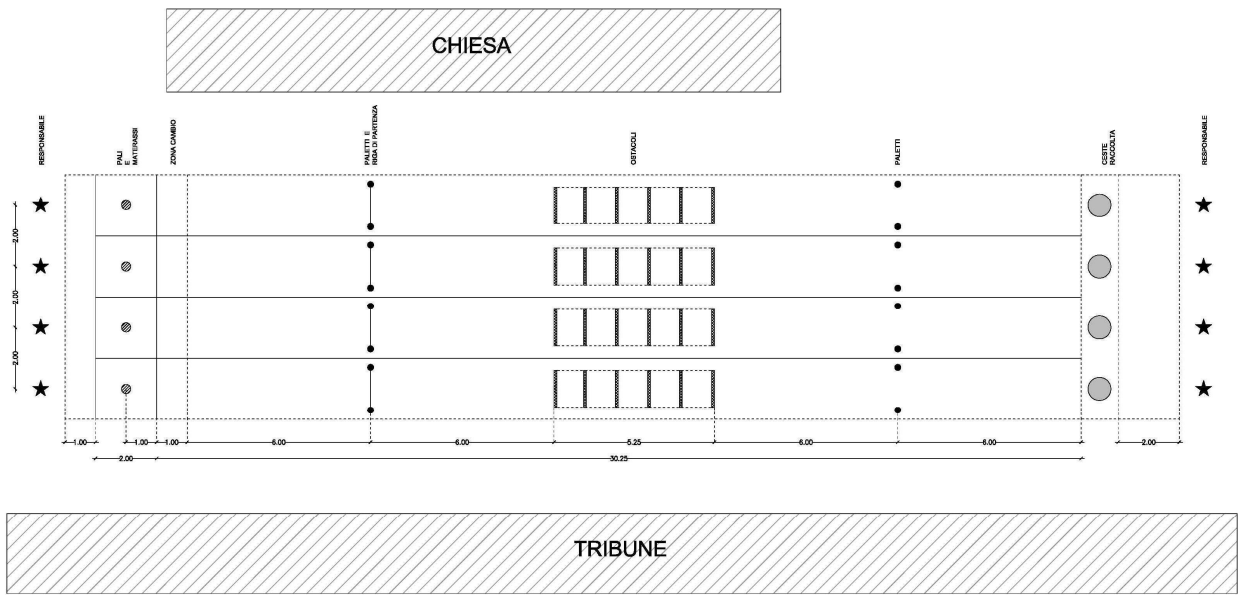 CHIESA
RESPONSABILE
PALI
E
MATERASSI
ZONA CAMBIO
PALETTI E
RIGA DI PARTENZA
OSTACOLI
PALETTI
CESTE
RACCOLTA
RESPONSABILE
2.00
2.00
2.00
1.00
1.00
1.00
6.00
6.00
5.25
6.00
6.00
2.00
2.00
30.25
TRIBUNE